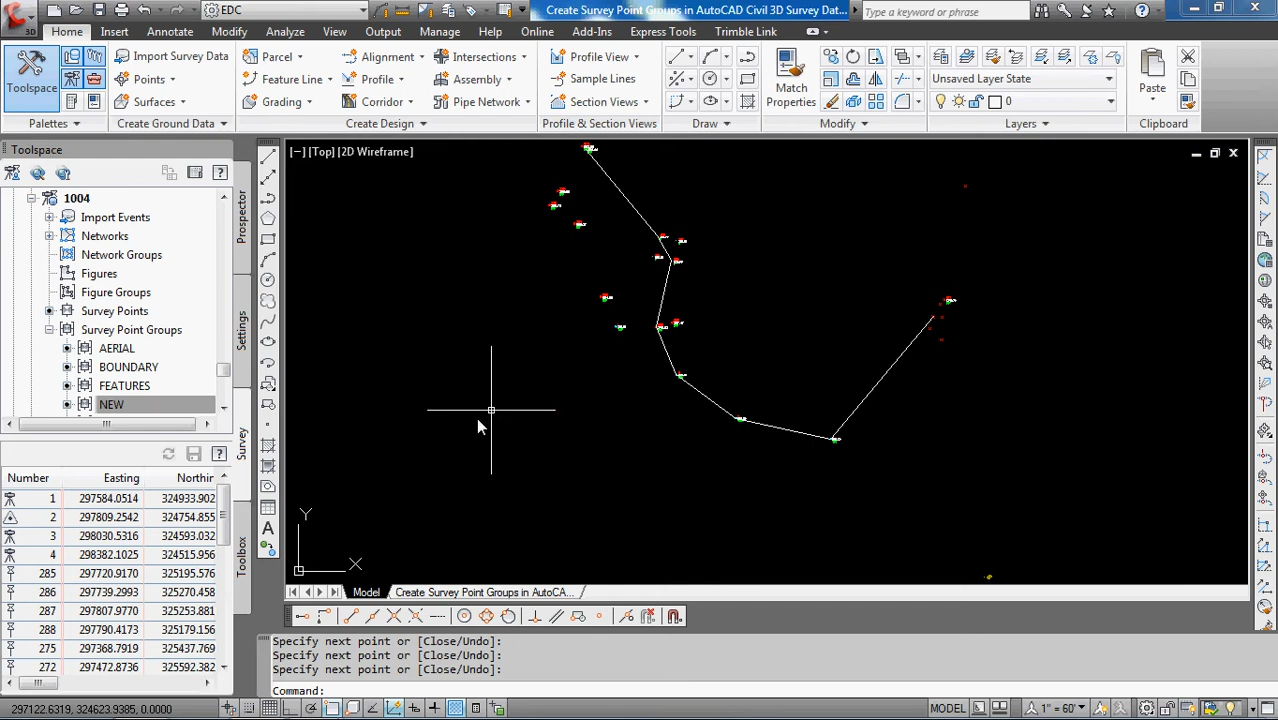 3D
EDC
Create Survey Point Groups in AutoCAD Civil 3D Survey Dat...
Type a keyword or phrase
Home
Insert
Annotate
Modify
Analyze
View
Output
Manage
Help
Online
Add-Ins
Express Tools
Trimble Link
Toolspace
Import Survey Data
Points
Surfaces
Parcel
Feature Line
Grading
Alignment
Profile
Corridor
Intersections
Assembly
Pipe Network
Profile View
Sample Lines
Section Views
Match
Properties
Unsaved Layer State
0
Paste
Palettes
Create Ground Data
Create Design
Profile & Section Views
Draw
Modify
Layers
Clipboard
Toolspace
[−] [Top] [2D Wireframe]
1004
Import Events
Networks
Network Groups
Figures
Figure Groups
Survey Points
Survey Point Groups
AERIAL
BOUNDARY
FEATURES
NEW
Prospector
Settings
Survey
Toolbox
Number Easting Northir
1 297584.0514 324933.902
2 297809.2542 324754.855
3 298030.5316 324593.032
4 298382.1025 324515.956
285 297720.9170 325195.576
286 297739.2993 325270.458
287 297807.9770 325253.881
288 297790.4173 325179.156
275 297368.7919 325437.769
272 297472.8736 325592.382
Y
X
A
Model
Create Survey Point Groups in AutoCA...
Specify next point or [Close/Undo]:
Specify next point or [Close/Undo]:
Specify next point or [Close/Undo]:
Command:
297122.6319, 324623.9385, 0.0000
MODEL
1" = 60'